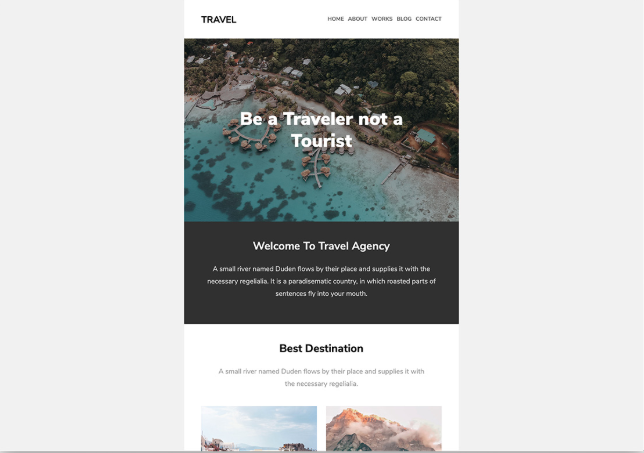 TRAVEL
HOME ABOUT WORKS BLOG CONTACT
Be a Traveler not a
Tourist
Welcome To Travel Agency
A small river named Duden flows by their place and supplies it with the
necessary regelialia. It is a paradisematic country, in which roasted parts of
sentences fly into your mouth.
Best Destination
A small river named Duden flows by their place and supplies it with
the necessary regelialia.